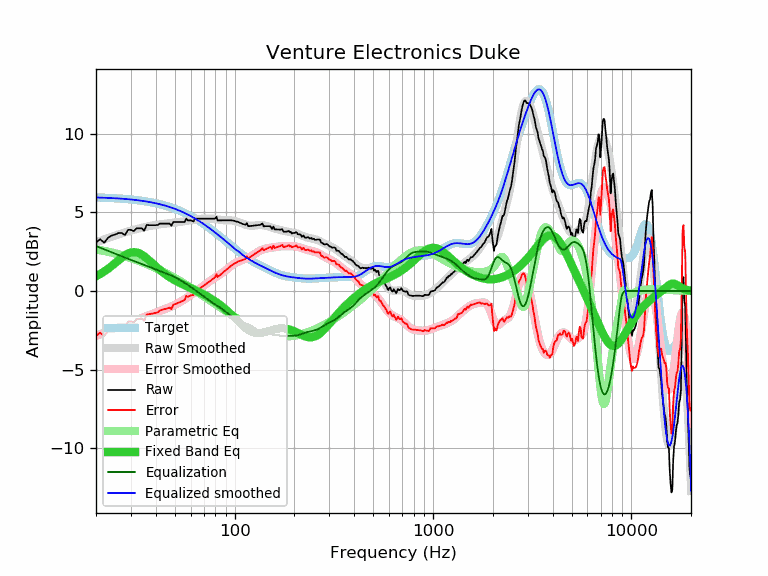 Venture Electronics Duke
Amplitude (dBr)
10
5
0
−5
−10
Target
Raw Smoothed
Error Smoothed
Raw
Error
Parametric Eq
Fixed Band Eq
Equalization
Equalized smoothed
100 1000 10000
Frequency (Hz)